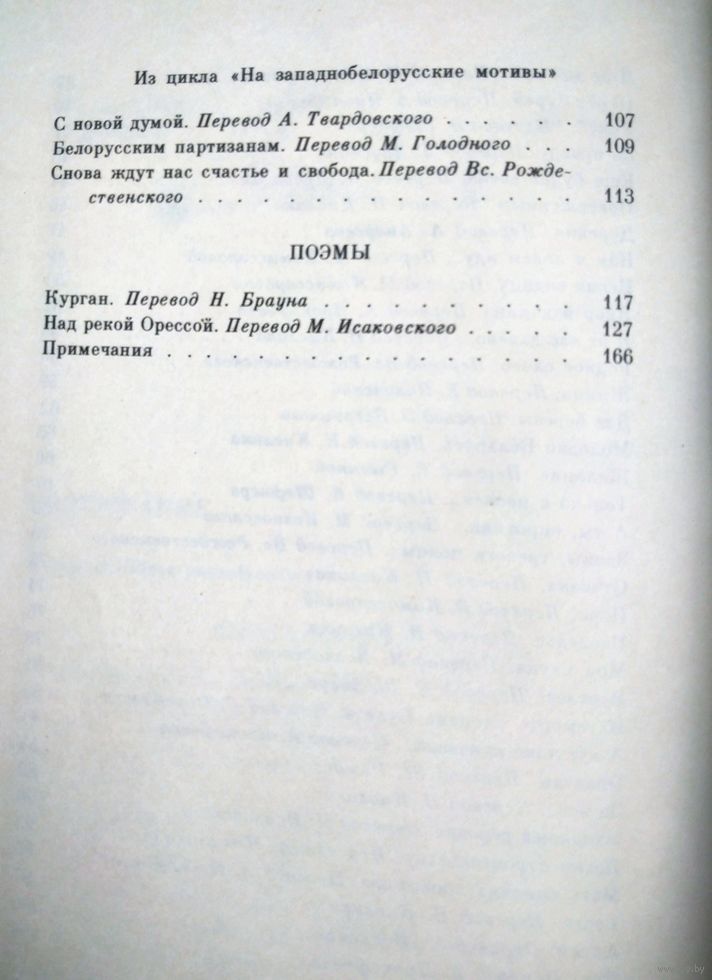 Из цикла «На западнобелорусские мотивы»
С новой думой. Перевод А. Твардовского . . . . . . 107
Белорусским партизанам. Перевод М. Голодного . . . 109
Снова ждут нас счастье и свобода. Перевод Вс. Рожде-
ственского . . . . . . . . . . . . . . . . 113
ПОЭМЫ
Курган. Перевод Н. Брауна . . . . . . . . . . . 117
Над рекой Орессой. Перевод М. Исаковского . . . . . 127
Примечания . . . . . . . . . . . . . . . . . 166